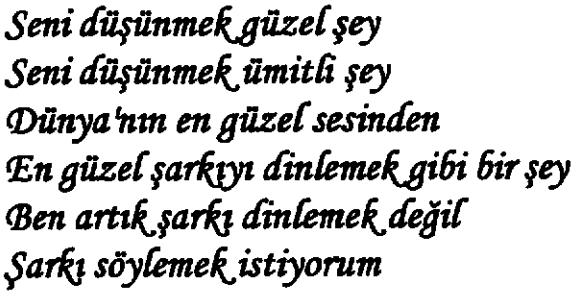 Seni düşünmek güzel şey
Seni düşünmek ümitli şey
Dünya'nın en güzel sesinden
En güzel şarkıyı dinlemek gibi bir şey
Ben artık şarkı dinlemek değil
Şarkı söylemek istiyorum